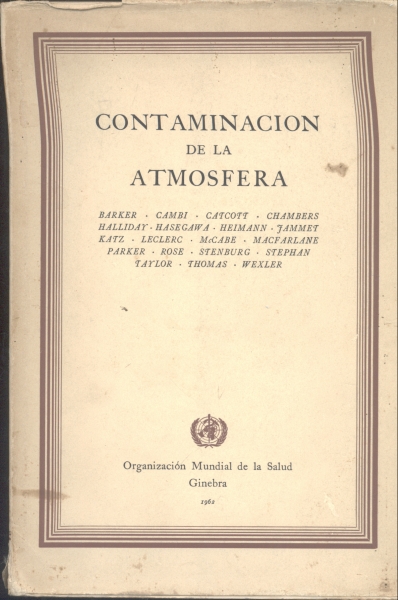 CONTAMINACION
DE LA
ATMOSFERA
BARKER · CAMBI · CATCOTT · CHAMBERS
HALLIDAY · HASEGAWA · HEIMANN · JAMMET
KATZ · LECLERC · McCABE · MACFARLANE
PARKER · ROSE · STENBURG · STEPHAN
TAYLOR · THOMAS · WEXLER
Organización Mundial de la Salud
Ginebra
1962